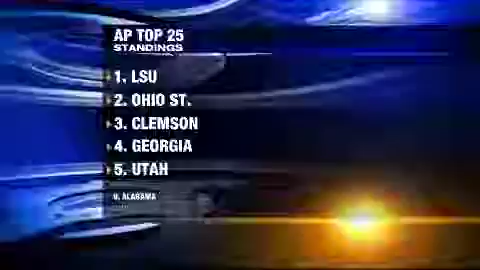 AP TOP 25
STANDINGS
1. LSU
2. OHIO ST.
3. CLEMSON
4. GEORGIA
5. UTAH
6. ALABAMA